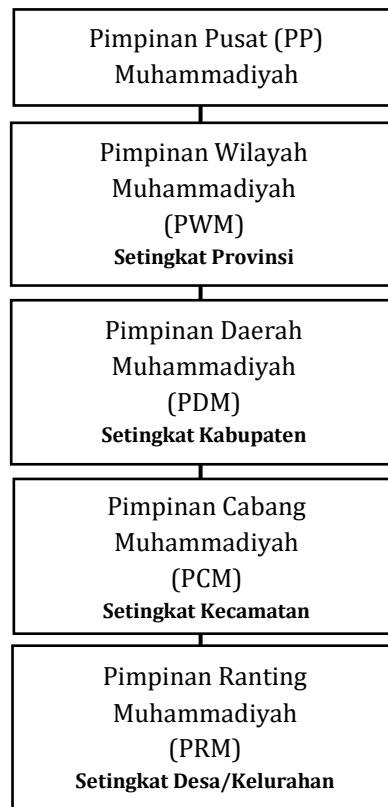 Pimpinan Pusat (PP)
Muhammadiyah
Pimpinan Wilayah
Muhammadiyah
(PWM)
Setingkat Provinsi
Pimpinan Daerah
Muhammadiyah
(PDM)
Setingkat Kabupaten
Pimpinan Cabang
Muhammadiyah
(PCM)
Setingkat Kecamatan
Pimpinan Ranting
Muhammadiyah
(PRM)
Setingkat Desa/Kelurahan